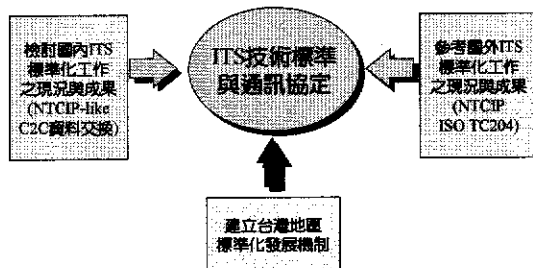 檢討國內ITS
標準化工作
之現況與成果
(NTCIP-like
C2C資料交換)
ITS技術標準
與通訊協定
參考國外ITS
標準化工作
之現況與成果
(NTCIP
ISO TC204)
建立台灣地區
標準化發展機制